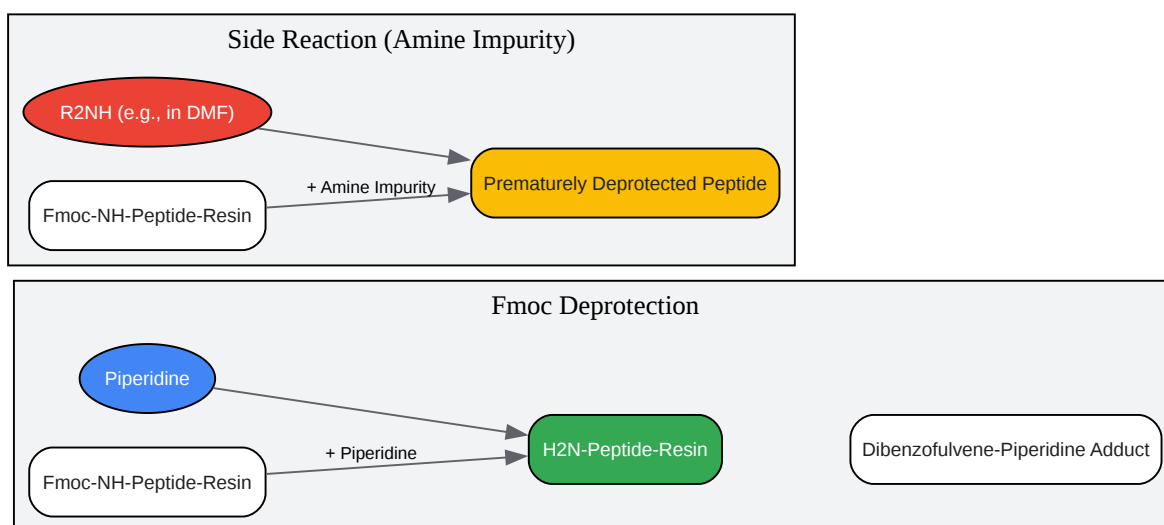 Side Reaction (Amine Impurity)
R2NH (e.g., in DMF)
Fmoc-NH-Peptide-Resin
+ Amine Impurity
Prematurely Deprotected Peptide
Fmoc Deprotection
Piperidine
Fmoc-NH-Peptide-Resin
+ Piperidine
H2N-Peptide-Resin
Dibenzofulvene-Piperidine Adduct